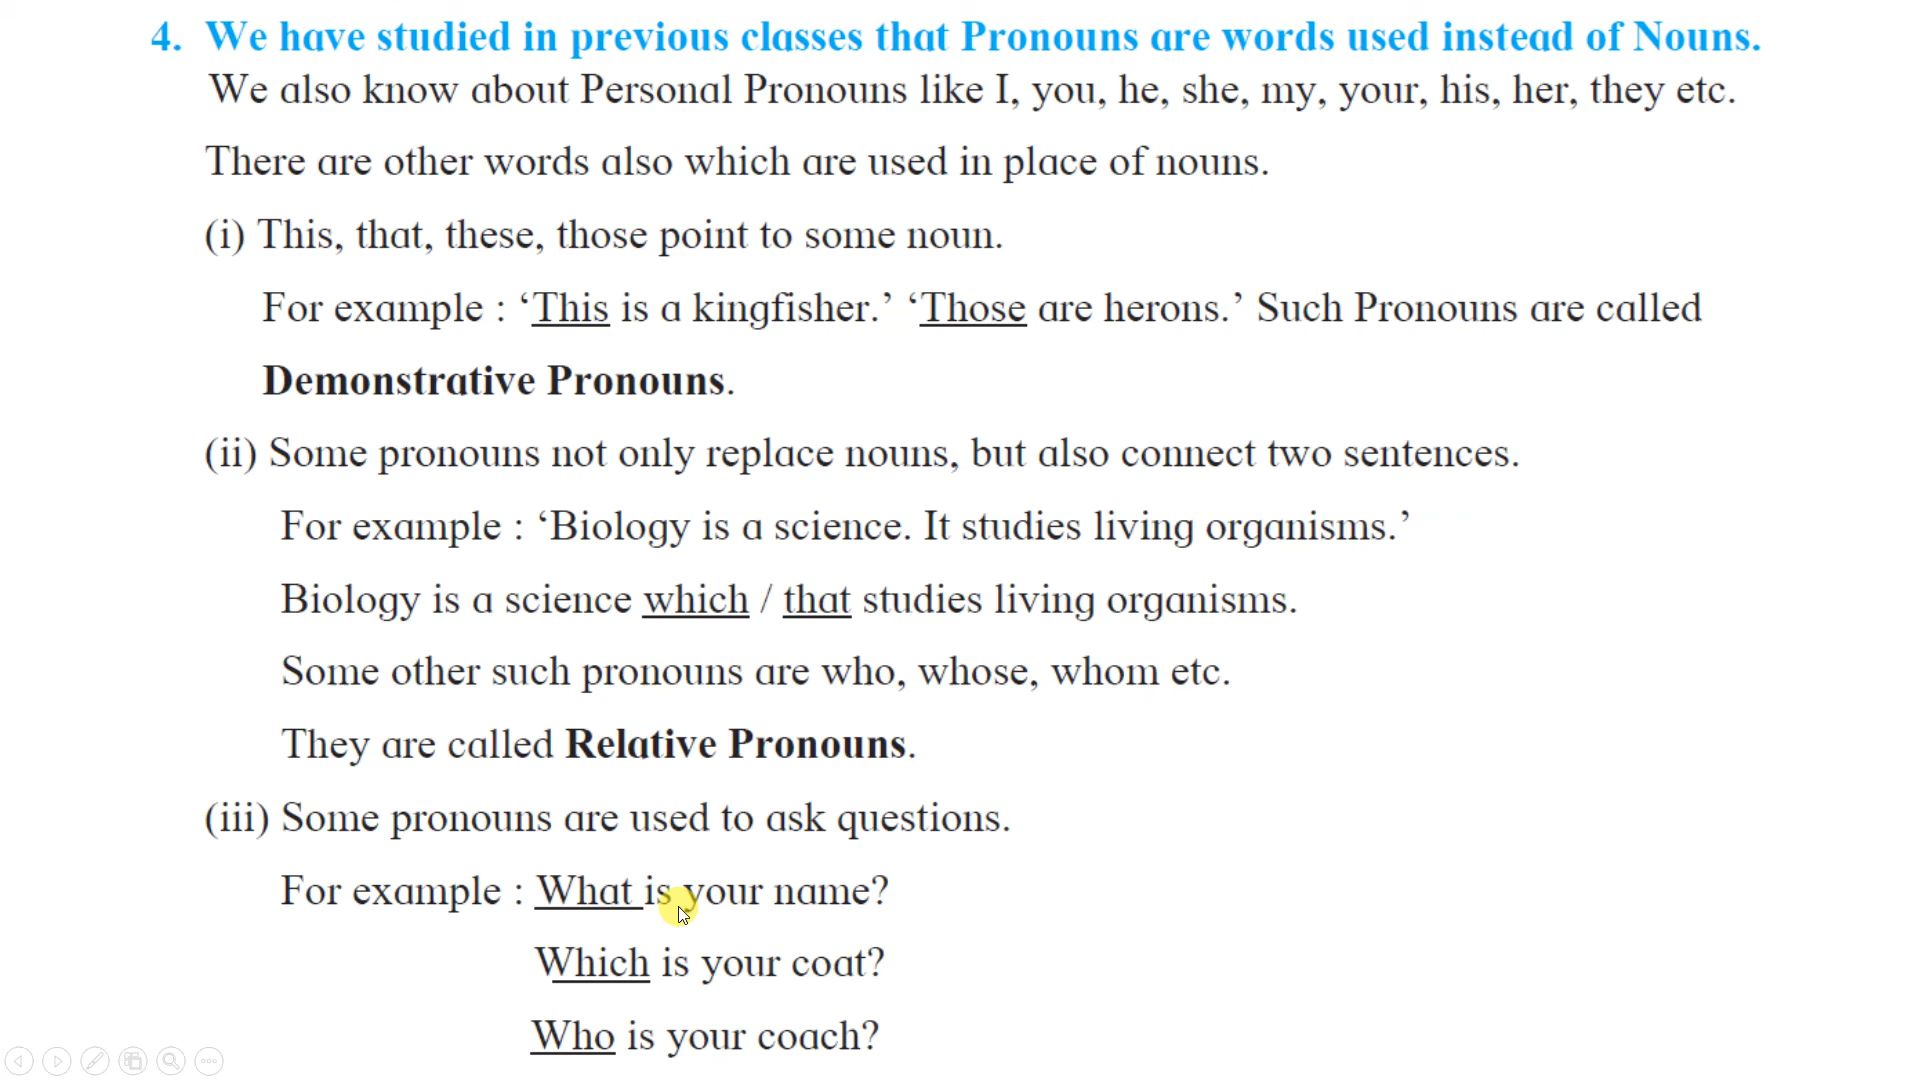 4. We have studied in previous classes that Pronouns are words used instead of Nouns.
We also know about Personal Pronouns like I, you, he, she, my, your, his, her, they etc.
There are other words also which are used in place of nouns.
(i) This, that, these, those point to some noun.
For example : ‘This is a kingfisher.’ ‘Those are herons.’ Such Pronouns are called
Demonstrative Pronouns.
(ii) Some pronouns not only replace nouns, but also connect two sentences.
For example : ‘Biology is a science. It studies living organisms.’
Biology is a science which / that studies living organisms.
Some other such pronouns are who, whose, whom etc.
They are called Relative Pronouns.
(iii) Some pronouns are used to ask questions.
For example : What is your name?
Which is your coat?
Who is your coach?